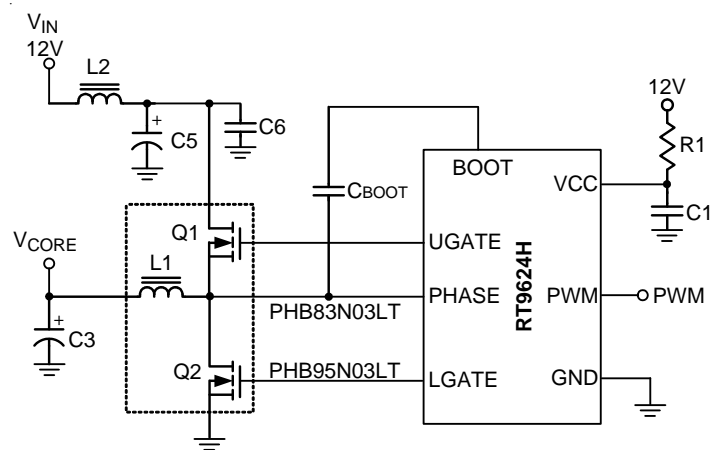 VIN
12V
L2
12V
+
C5
C6
R1
CBOOT
BOOT
VCC
C1
VCORE
Q1
UGATE
L1
RT9624H
PHASE
PWM
PWM
PHB83N03LT
+
C3
Q2
PHB95N03LT
LGATE
GND